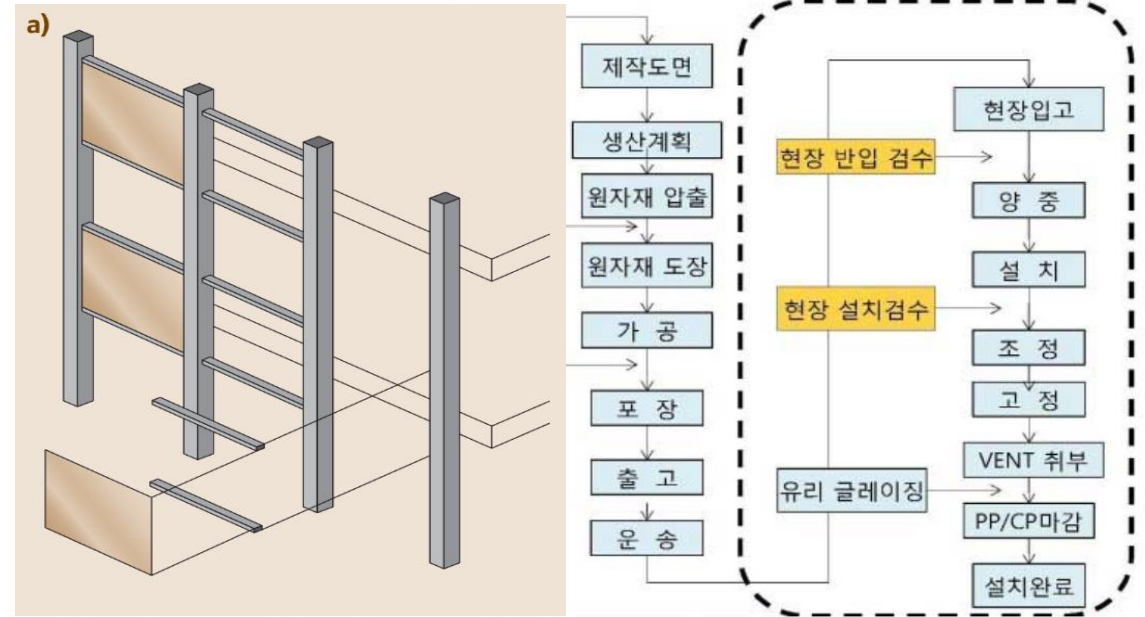 a)
제작도면
생산계획
원자재 압출
원자재 도장
가 공
포 장
출 고
운 송
현장입고
현장 반입 검수
양 중
설 치
현장 설치검수
조 정
고 정
VENT 취부
유리 글레이징
PP/CP마감
설치완료